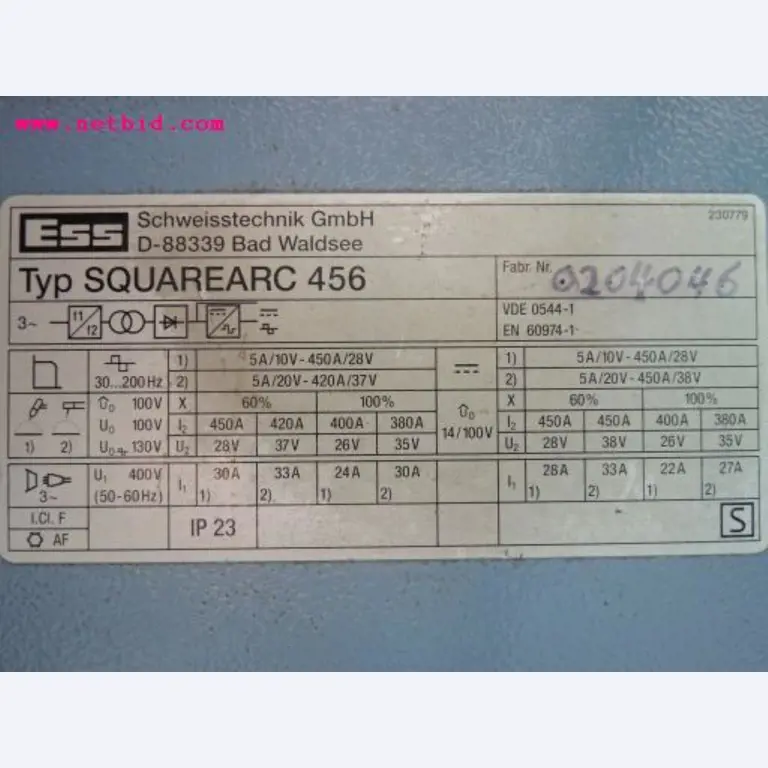 www.netbid.com
ESS Schweisstechnik GmbH 230779
D-88339 Bad Waldsee
Typ SQUAREARC 456 Fabr. Nr. 0204046
VDE 0544-1
3~ f1/f2 EN 60974-1
1) 5A/10V-450A/28V 1) 5A/10V-450A/28V
30...200Hz 2) 5A/20V-420A/37V 2) 5A/20V-450A/38V
Û₀ 100V X 60% 100% Û₀ X 60% 100%
U₀ 100V I₂ 450A 420A 400A 380A 14/100V I₂ 450A 450A 400A 380A
1) 2) 130V U₂ 28V 37V 26V 35V U₂ 28V 38V 26V 35V
U₁ 400V I₁ 30A 33A 24A 30A I₁ 28A 33A 22A 27A
3~ (50-60Hz) 1) 2) 1) 2) 1) 2) 1) 2)
I.Cl. F IP 23 S
AF